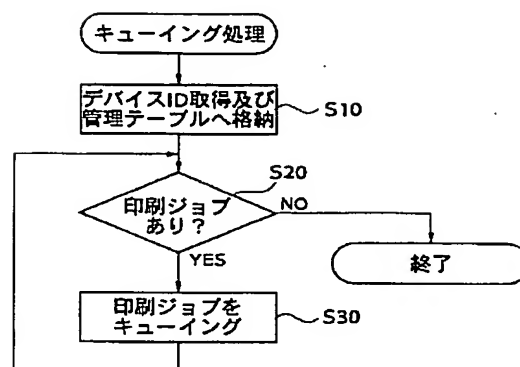 キューイング処理
デバイスID取得及び
管理テーブルへ格納
S10
S20
印刷ジョブ
あり？
NO
YES
終了
印刷ジョブを
キューイング
S30